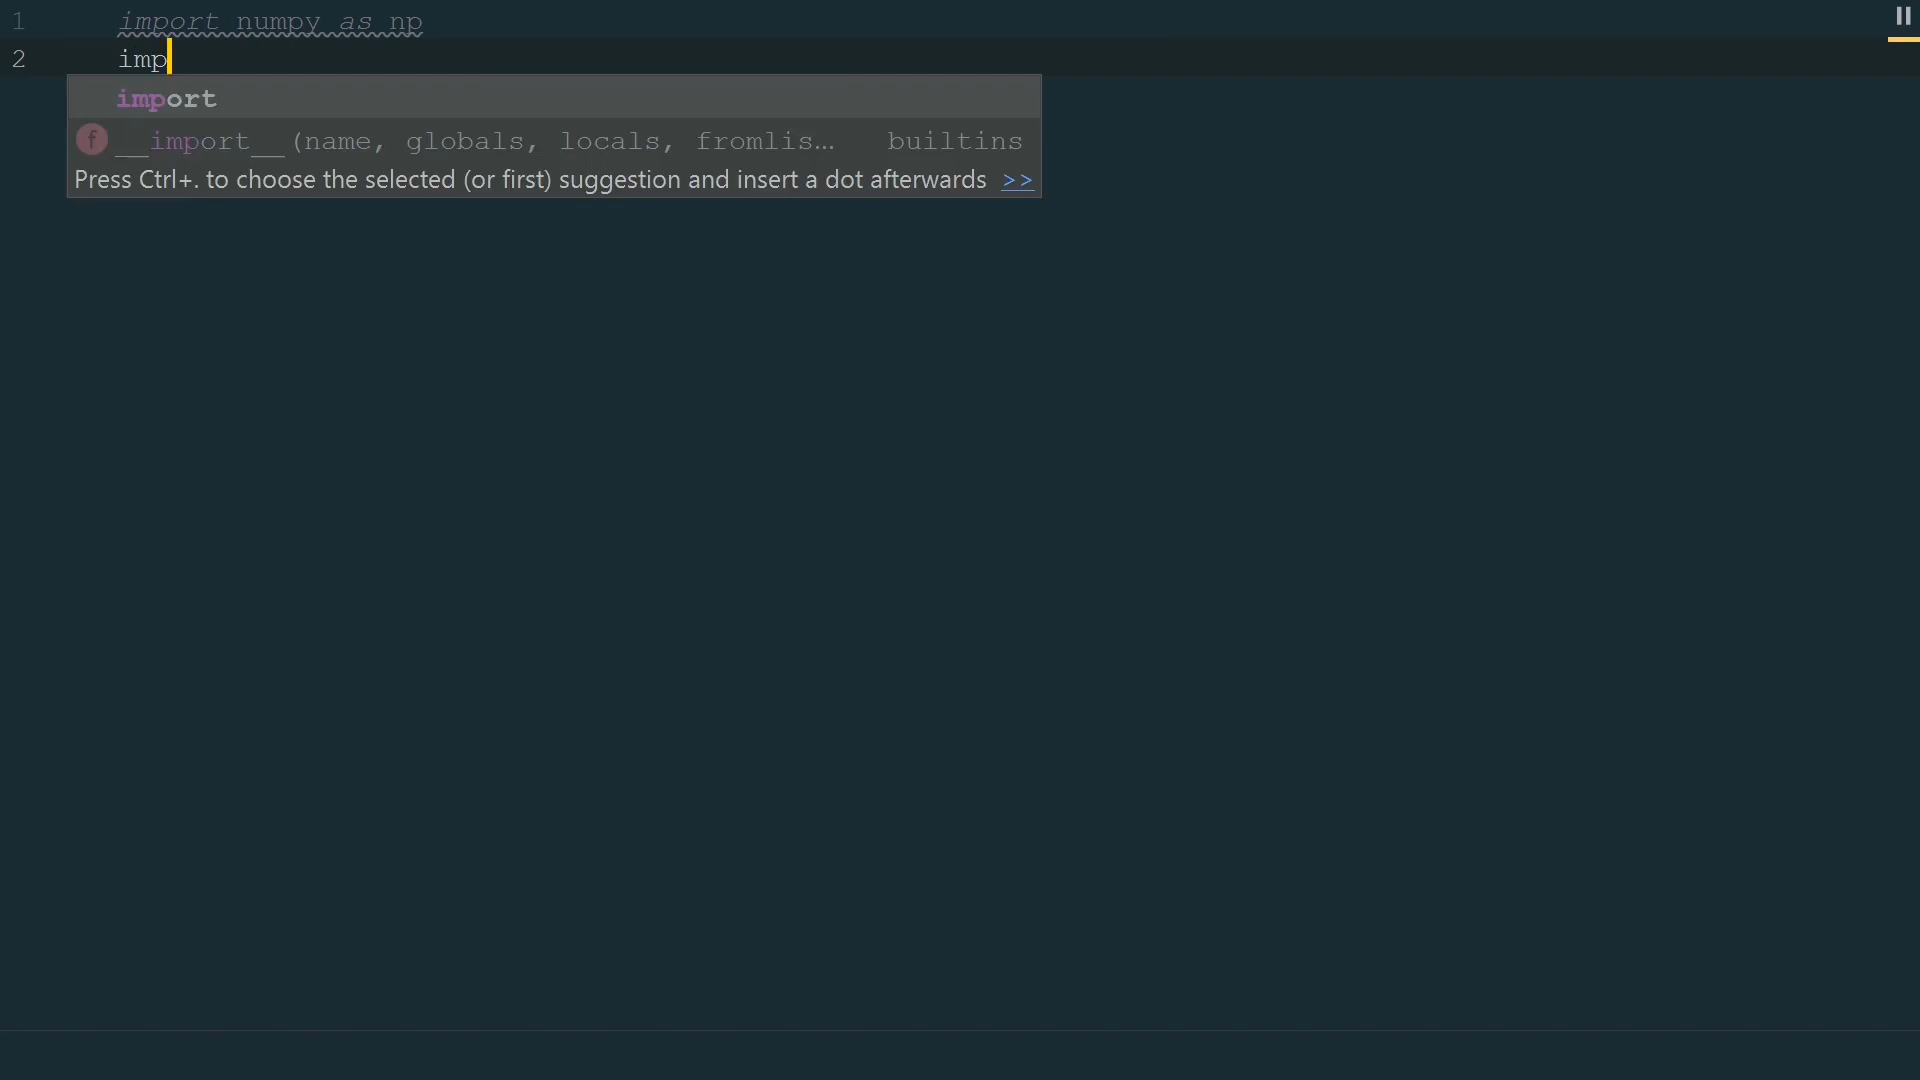 1 import numpy as np
2 imp
import
f __import__(name, globals, locals, fromlis… builtins
Press Ctrl+. to choose the selected (or first) suggestion and insert a dot afterwards >>